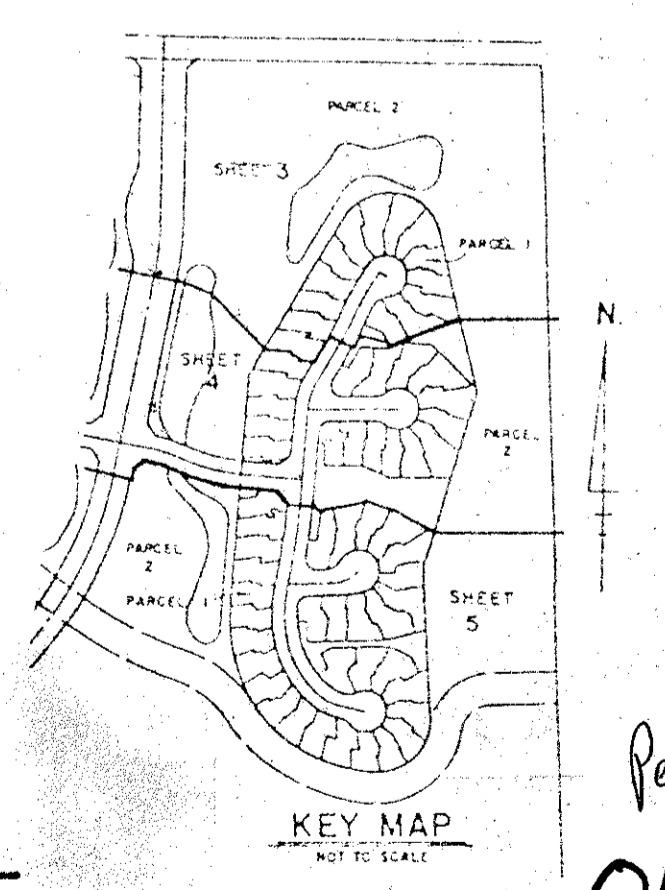 PARCEL 2
SHEET 3
PARCEL 1
N.
SHEET
4
PARCEL
2
PARCEL
2
PARCEL 1
SHEET
5
KEY MAP
NOT TO SCALE